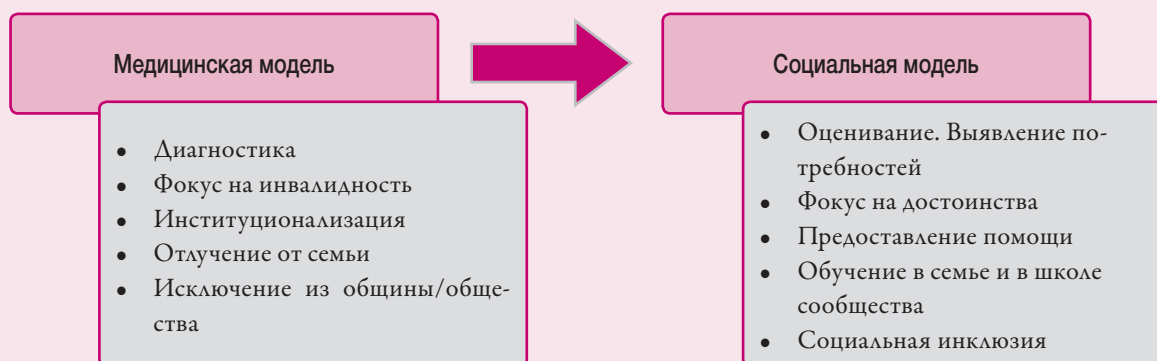 Медицинская модель
• Диагностика
• Фокус на инвалидность
• Институционализация
• Отлучение от семьи
• Исключение из общины/обще-
ства
Социальная модель
• Оценивание. Выявление по-
требностей
• Фокус на достоинства
• Предоставление помощи
• Обучение в семье и в школе
сообщества
• Социальная инклюзия